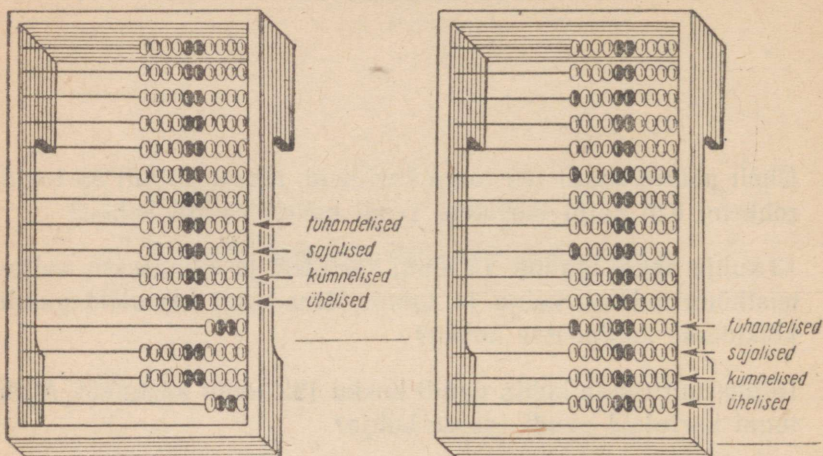 tuhandelised
sajalised
kümnelised
ühelised
tuhandelised
sajalised
kümnelised
ühelised